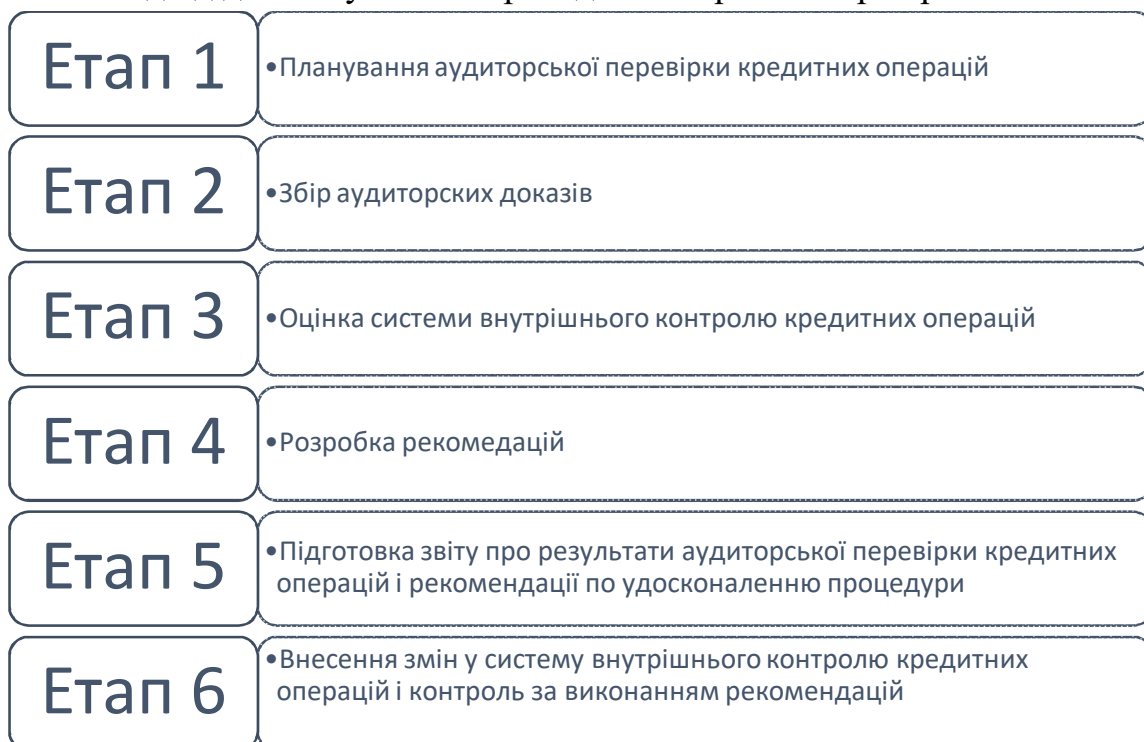 Етап 1
•Планування аудиторської перевірки кредитних операцій
Етап 2
•Збір аудиторских доказів
Етап 3
•Оцінка системи внутрішнього контролю кредитних операцій
Етап 4
•Розробка рекомедацій
Етап 5
•Підготовка звіту про результати аудиторської перевірки кредитних
операцій і рекомендації по удосконаленню процедури
Етап 6
•Внесення змін у систему внутрішнього контролю кредитних
операцій і контроль за виконанням рекомендацій